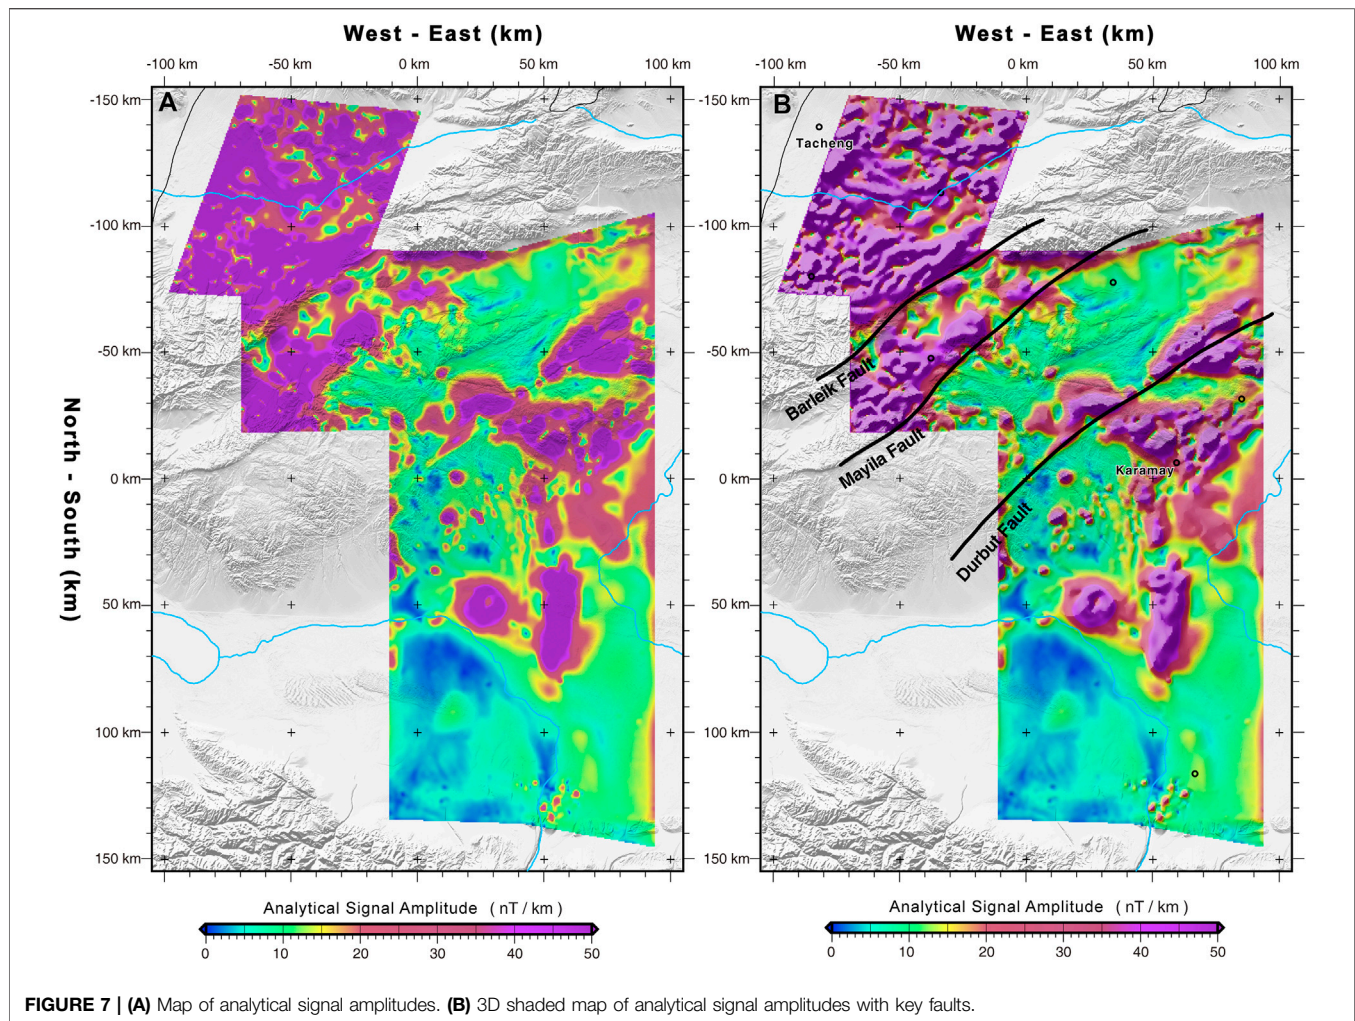 West - East (km)
West - East (km)
-100 km
-50 km
0 km
50 km
100 km
-100 km
-50 km
0 km
50 km
100 km
-150 km
-100 km
-50 km
0 km
50 km
100 km
150 km
North - South (km)
A
-150 km
-100 km
-50 km
0 km
50 km
100 km
150 km
B
Tacheng
Barleik Fault
Mayila Fault
Karamay
Durbut Fault
Analytical Signal Amplitude ( nT / km )
0 10 20 30 40 50
Analytical Signal Amplitude ( nT / km )
0 10 20 30 40 50
FIGURE 7 | (A) Map of analytical signal amplitudes. (B) 3D shaded map of analytical signal amplitudes with key faults.